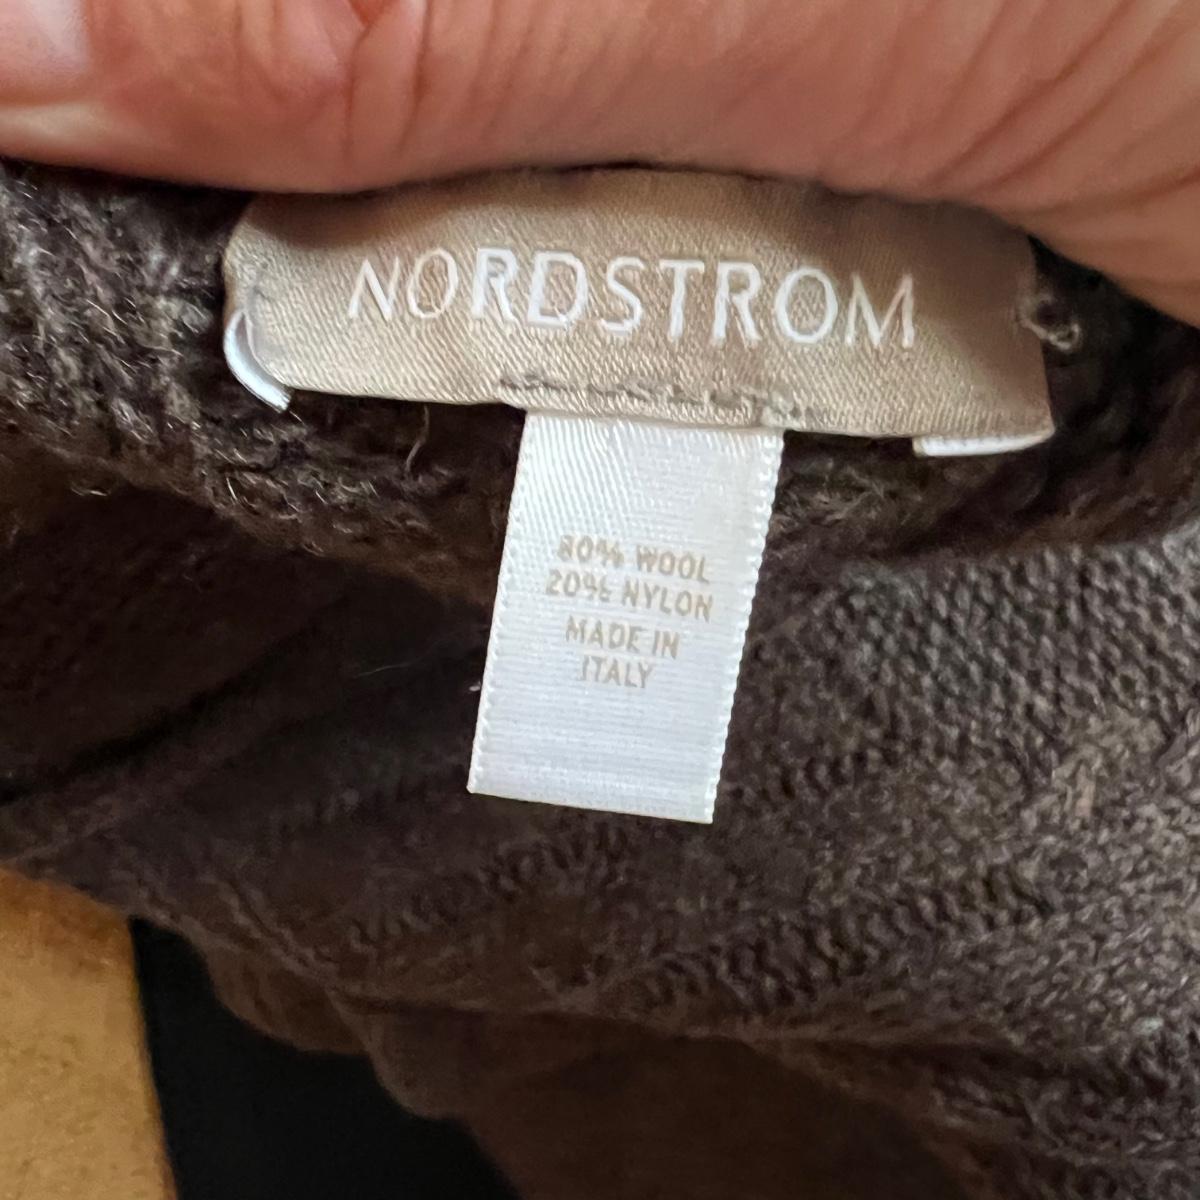 NORDSTROM
80% WOOL
20% NYLON
MADE IN
ITALY